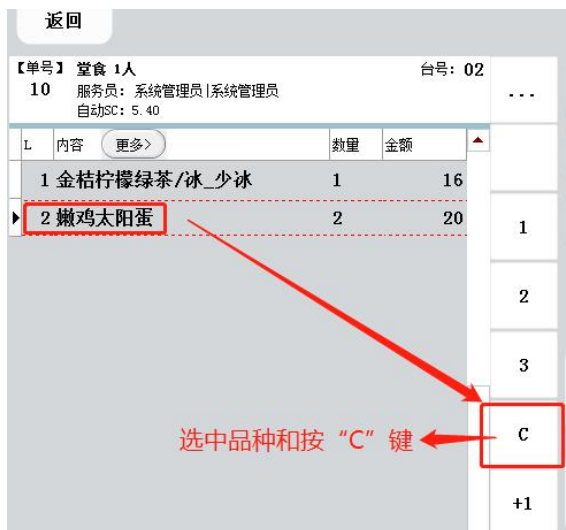 返回
【单号】 堂食 1人 台号: 02
10 服务员: 系统管理员|系统管理员
自动SC: 5.40
...
L 内容 更多> 数量 金额
1 金桔柠檬绿茶/冰_少冰 1 16
2 嫩鸡太阳蛋 2 20
1
2
3
选中品种和按“C”键
C
+1